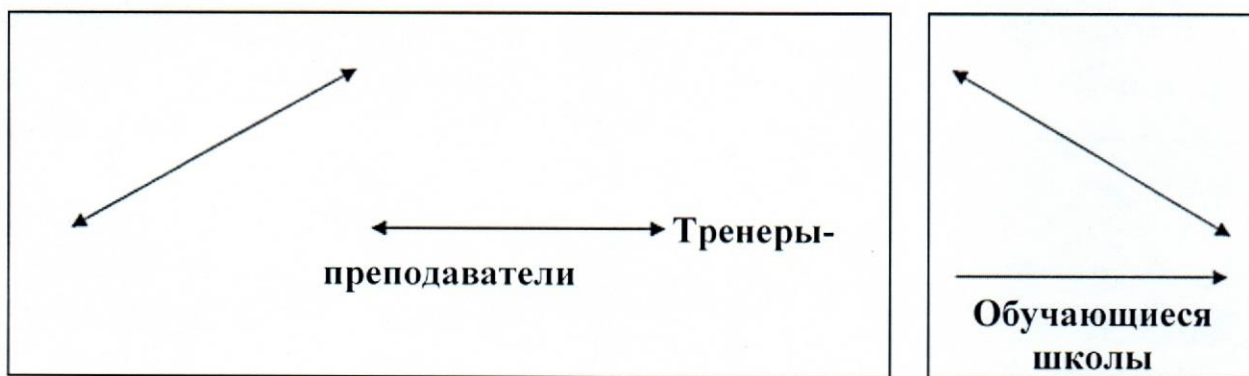 Тренеры-
преподаватели
Обучающиеся
школы